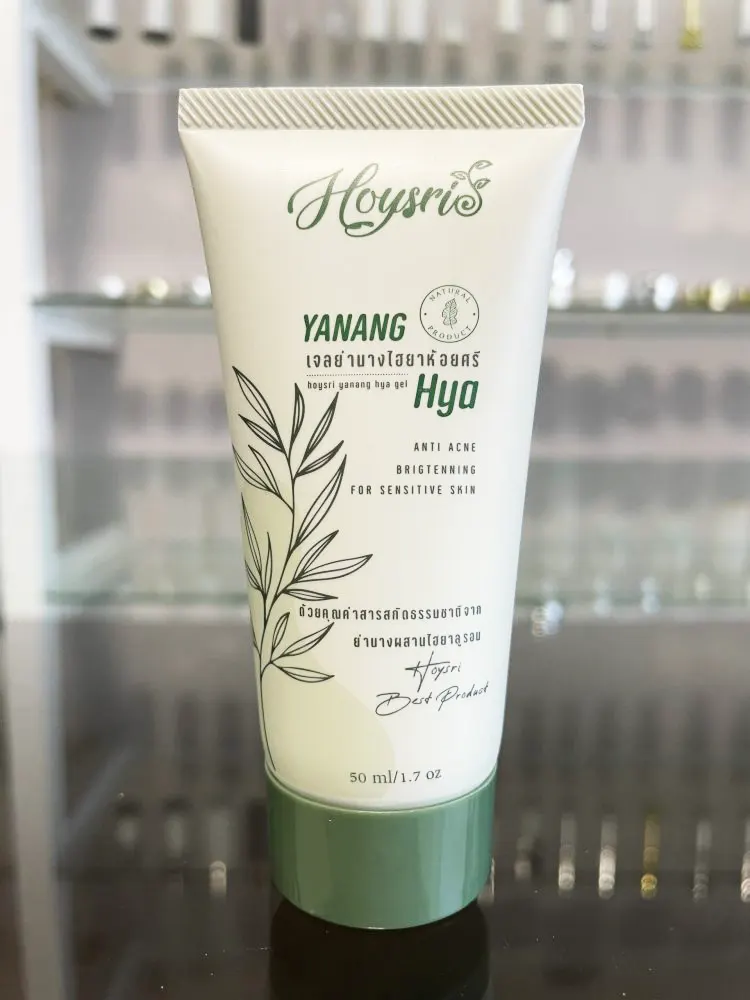 Hoysri
NATURAL PRODUCT
YANANG
เจลย่านางไฮยาห้อยศรี
hoysri yanang hya gel
Hya
ANTI ACNE
BRIGTENNING
FOR SENSITIVE SKIN
ด้วยคุณค่าสารสกัดธรรมชาติจาก
ย่านางผสานไฮยาลูรอน
Hoysri
Best Product
50 ml/1.7 oz